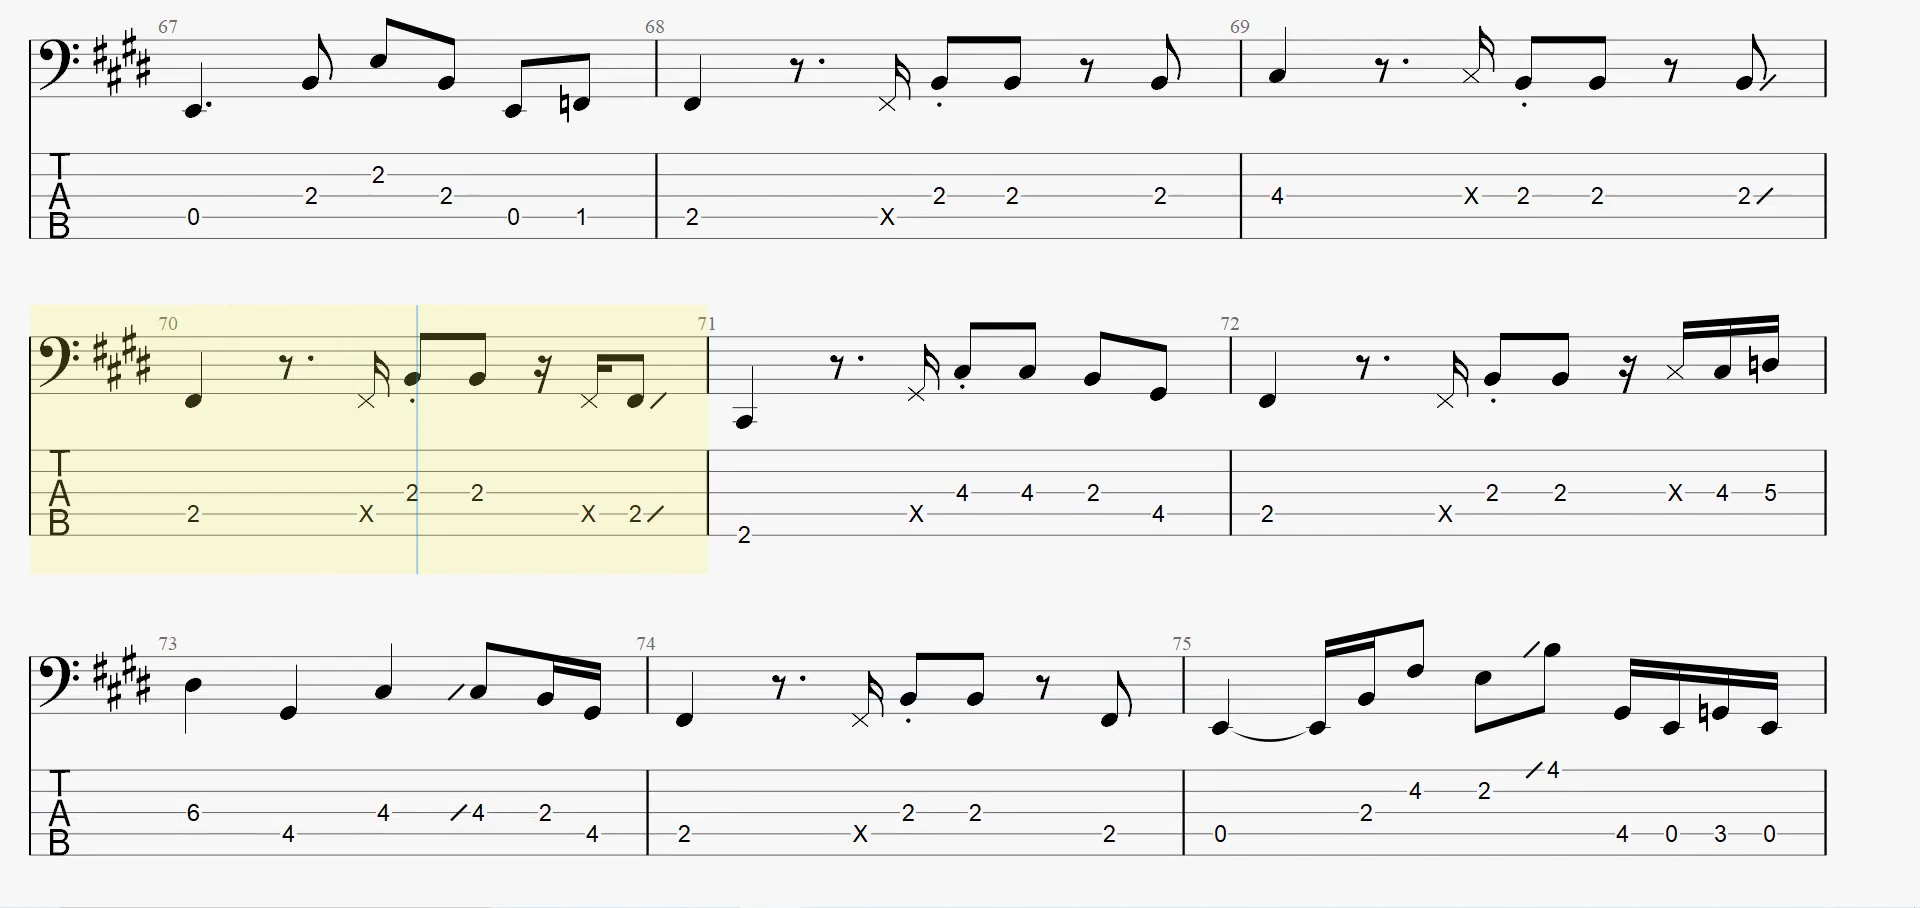 67 68 69
T
2
A 2 2 4 X 2 2 2
B 0 2 0 1 2 X 2 2 2
70 71 72
T
A 2 2 4 4 2 2 2 X 4 5
B 2 X X 2 X 4 2 X
2
73 74 75
T 4
4 2
A 6 4 4 2 2 2 2
B 4 4 2 X 2 0 4 0 3 0